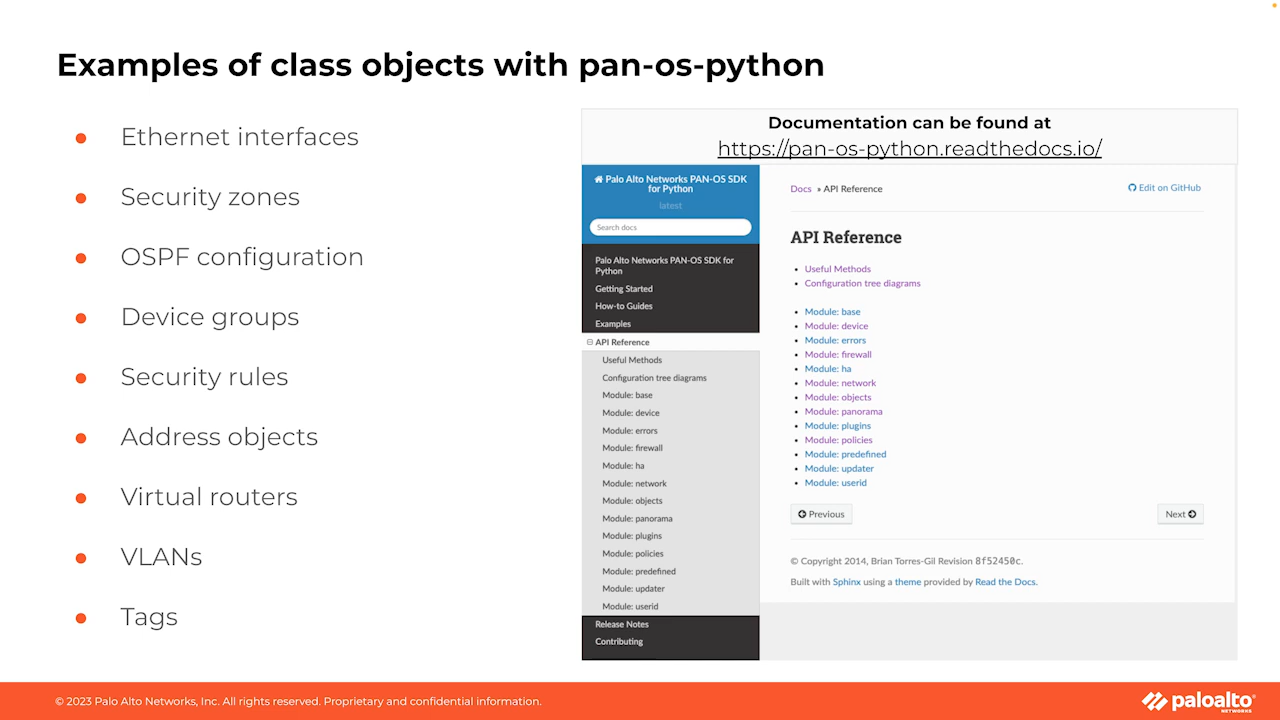 Examples of class objects with pan-os-python
Ethernet interfaces
Security zones
OSPF configuration
Device groups
Security rules
Address objects
Virtual routers
VLANs
Tags
Documentation can be found at
https://pan-os-python.readthedocs.io/
Palo Alto Networks PAN-OS SDK
for Python
latest
Search docs
Palo Alto Networks PAN-OS SDK for
Python
Getting Started
How-to Guides
Examples
API Reference
Useful Methods
Configuration tree diagrams
Module: base
Module: device
Module: errors
Module: firewall
Module: ha
Module: network
Module: objects
Module: panorama
Module: plugins
Module: policies
Module: predefined
Module: updater
Module: userid
Release Notes
Contributing
Docs » API Reference
Edit on GitHub
API Reference
Useful Methods
Configuration tree diagrams
Module: base
Module: device
Module: errors
Module: firewall
Module: ha
Module: network
Module: objects
Module: panorama
Module: plugins
Module: policies
Module: predefined
Module: updater
Module: userid
Previous
Next
© Copyright 2014, Brian Torres-Gil Revision 8f52450c.
Built with Sphinx using a theme provided by Read the Docs.
© 2023 Palo Alto Networks, Inc. All rights reserved. Proprietary and confidential information.
paloalto
NETWORKS